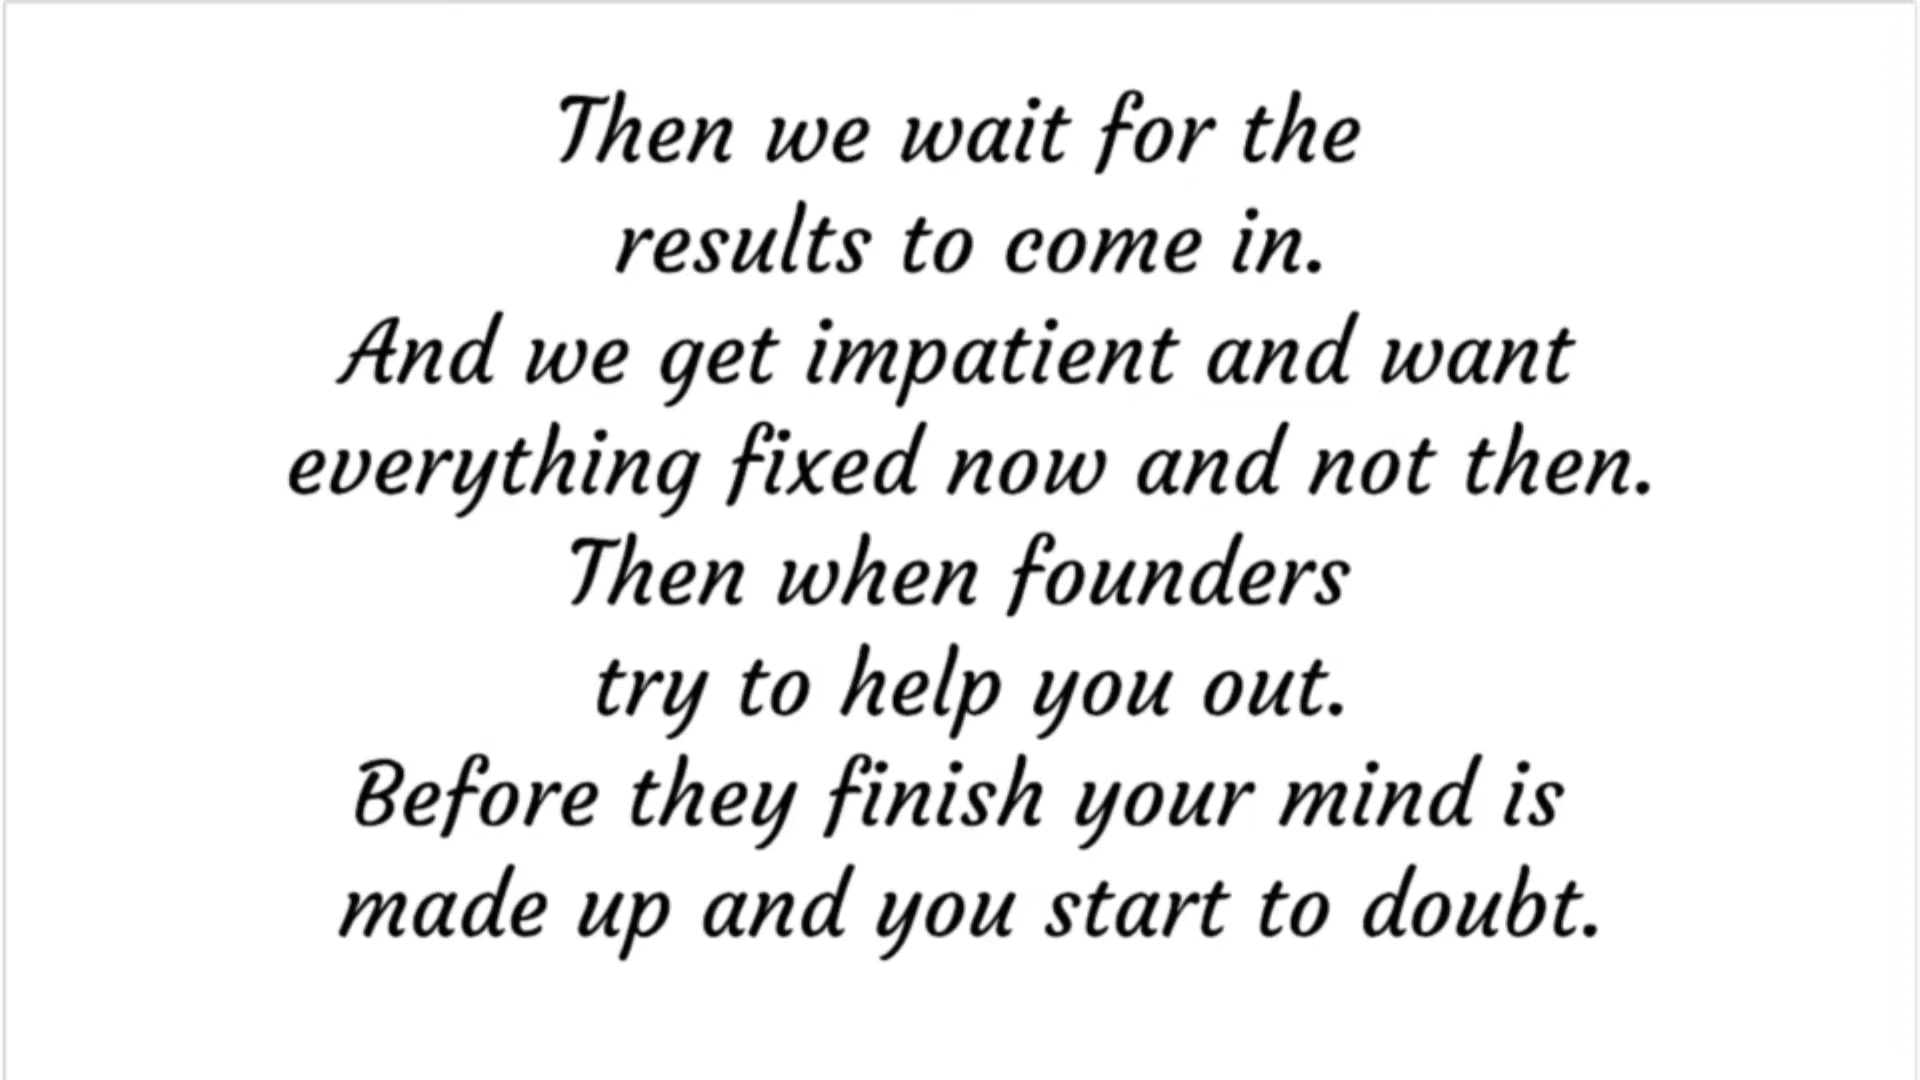 Then we wait for the
results to come in.
And we get impatient and want
everything fixed now and not then.
Then when founders
try to help you out.
Before they finish your mind is
made up and you start to doubt.